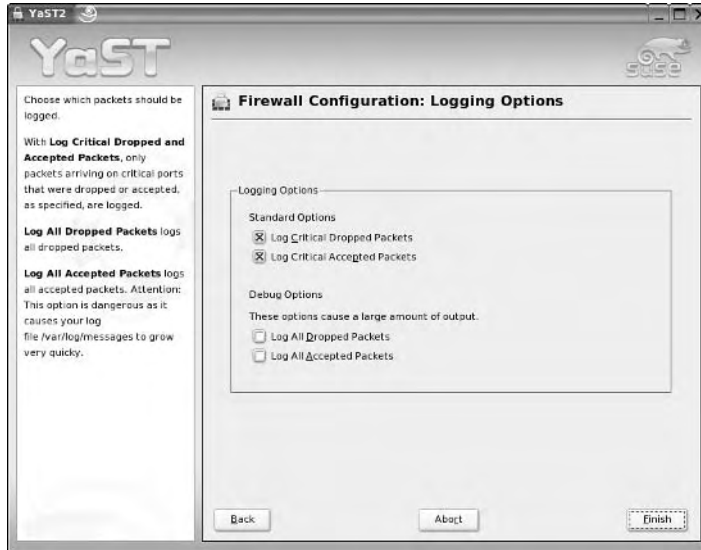 YaST2
YaST
suse
Choose which packets should be
logged.
With Log Critical Dropped and
Accepted Packets, only
packets arriving on critical ports
that were dropped or accepted,
as specified, are logged.
Log All Dropped Packets logs
all dropped packets.
Log All Accepted Packets logs
all accepted packets. Attention:
This option is dangerous as it
causes your log
file /var/log/messages to grow
very quicky.
Firewall Configuration: Logging Options
Logging Options
Standard Options
Log Critical Dropped Packets
Log Critical Accepted Packets
Debug Options
These options cause a large amount of output.
Log All Dropped Packets
Log All Accepted Packets
Back
Abort
Finish